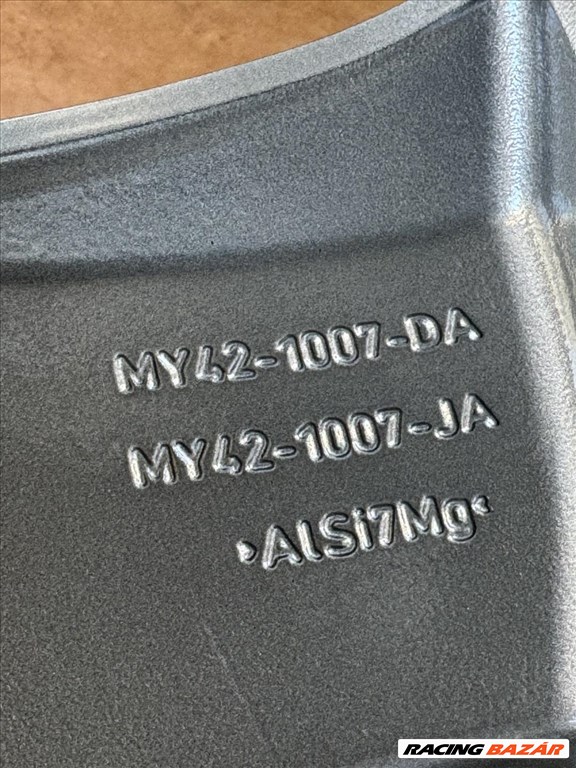 MY42-1007-DA
MY42-1007-JA
>AlSi7Mg<
RACING BAZÁR